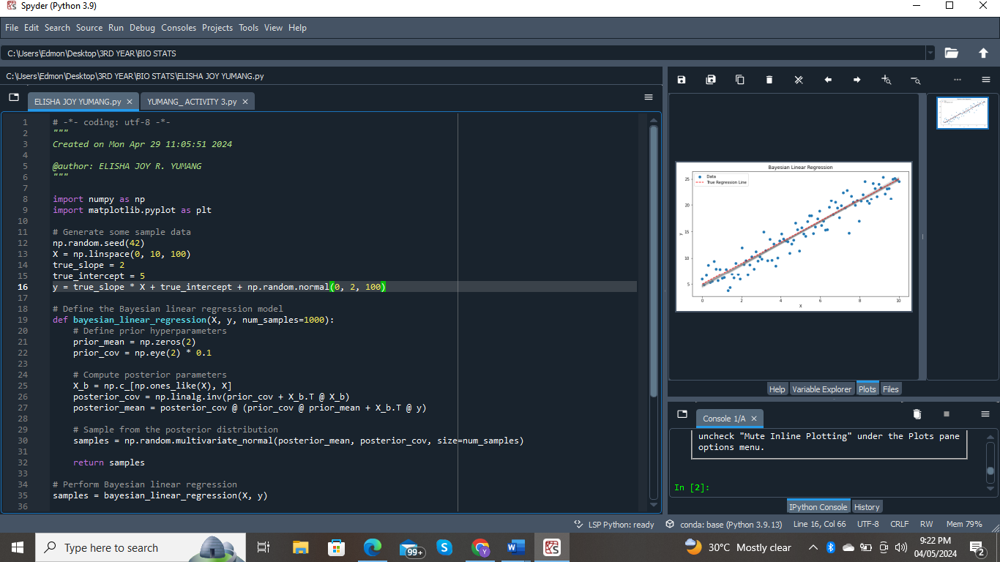 Spyder (Python 3.9)
File Edit Search Source Run Debug Consoles Projects Tools View Help
C:\Users\Edmon\Desktop\3RD YEAR\BIO STATS
C:\Users\Edmon\Desktop\3RD YEAR\BIO STATS\ELISHA JOY YUMANG.py
ELISHA JOY YUMANG.py YUMANG_ ACTIVITY 3.py
1 # -*- coding: utf-8 -*-
2 """
3 Created on Mon Apr 29 11:05:51 2024
4
5 @author: ELISHA JOY R. YUMANG
6 """
7
8 import numpy as np
9 import matplotlib.pyplot as plt
10
11 # Generate some sample data
12 np.random.seed(42)
13 X = np.linspace(0, 10, 100)
14 true_slope = 2
15 true_intercept = 5
16 y = true_slope * X + true_intercept + np.random.normal(0, 2, 100)
17
18 # Define the Bayesian linear regression model
19 def bayesian_linear_regression(X, y, num_samples=1000):
20 # Define prior hyperparameters
21 prior_mean = np.zeros(2)
22 prior_cov = np.eye(2) * 0.1
23
24 # Compute posterior parameters
25 X_b = np.c_[np.ones_like(X), X]
26 posterior_cov = np.linalg.inv(prior_cov + X_b.T @ X_b)
27 posterior_mean = posterior_cov @ (prior_cov @ prior_mean + X_b.T @ y)
28
29 # Sample from the posterior distribution
30 samples = np.random.multivariate_normal(posterior_mean, posterior_cov, size=num_samples)
31
32 return samples
33
34 # Perform Bayesian linear regression
35 samples = bayesian_linear_regression(X, y)
36
Bayesian Linear Regression
Data
True Regression Line
25
20
15
10
5
y
0 2 4 6 8 10
X
Help Variable Explorer Plots Files
Console 1/A
uncheck "Mute Inline Plotting" under the Plots pane
options menu.
In [2]:
IPython Console History
LSP Python: ready conda: base (Python 3.9.13) Line 16, Col 66 UTF-8 CRLF RW Mem 79%
Type here to search
99+
30°C Mostly clear
9:22 PM
04/05/2024
2